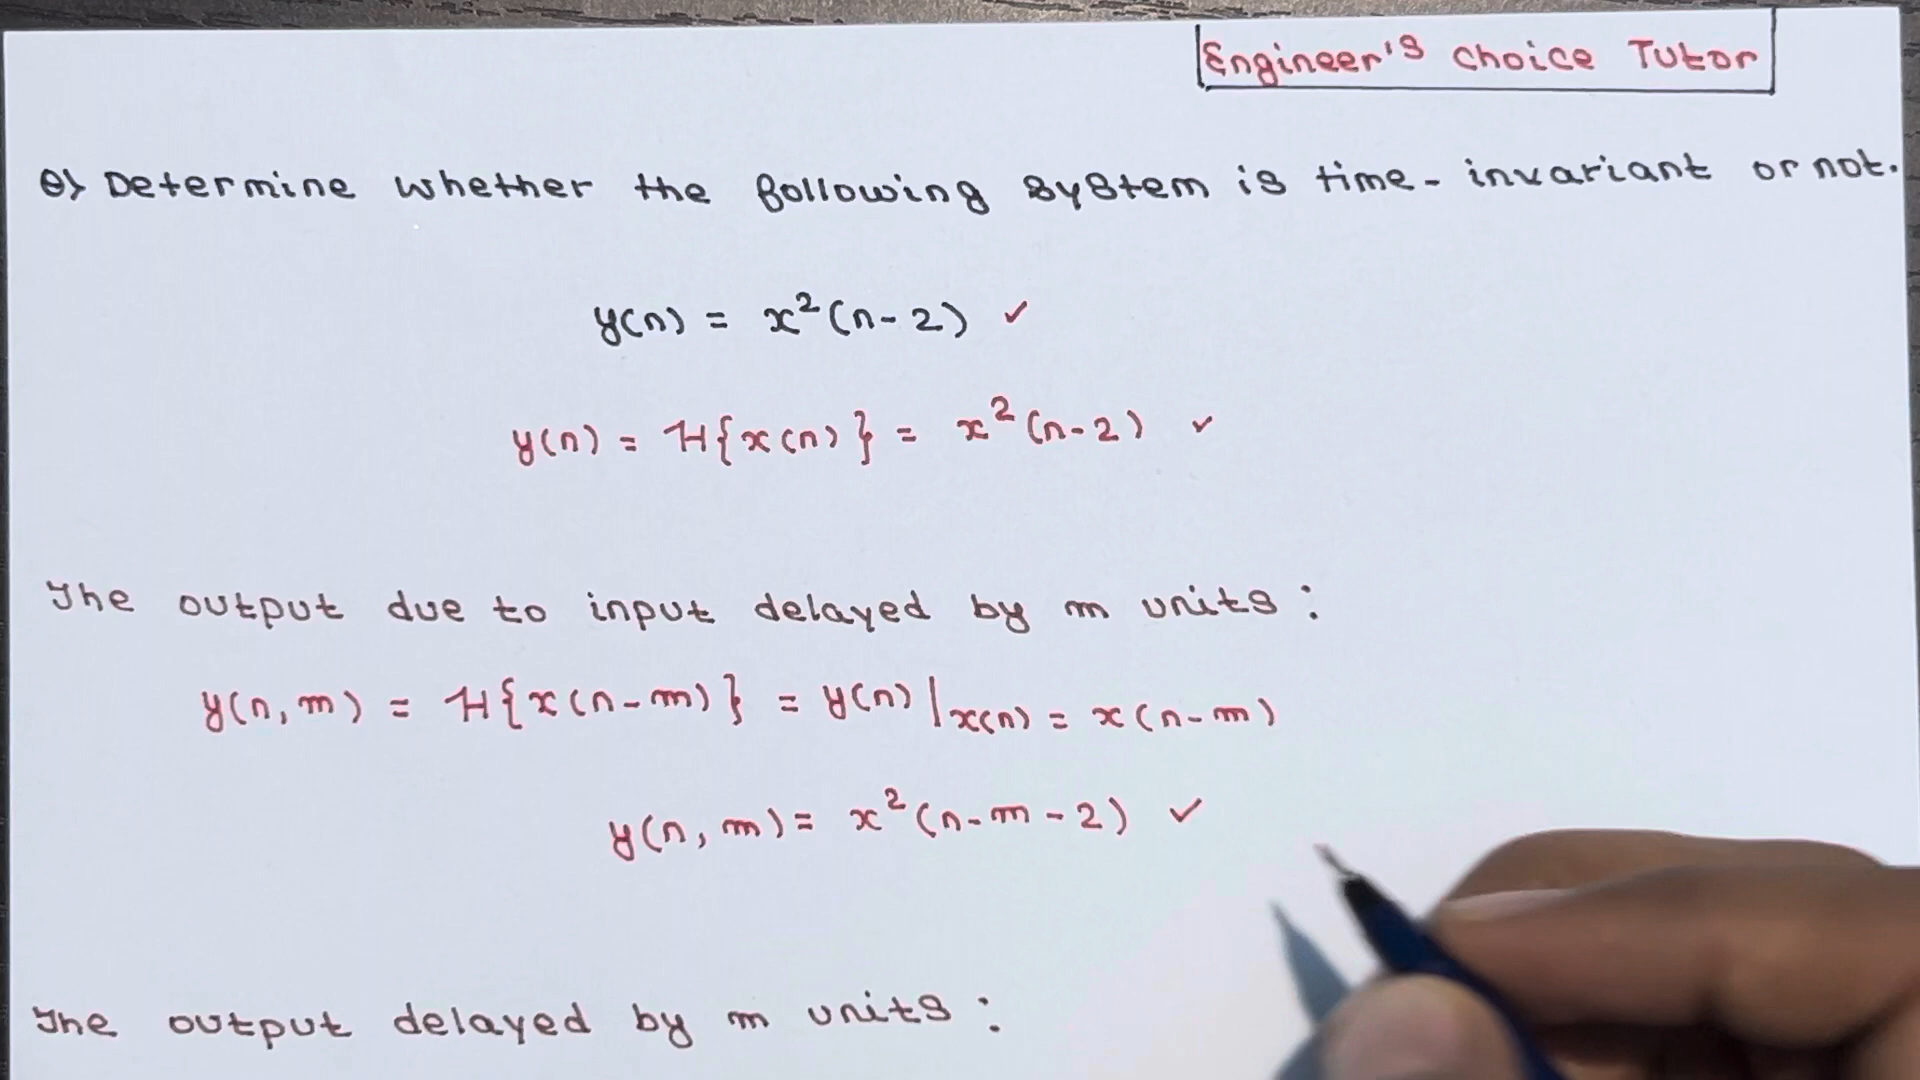 Engineer's choice Tutor
Q) Determine whether the following system is time-invariant or not.
y(n) = x²(n-2) ✓
y(n) = H{x(n)} = x²(n-2) ✓
The output due to input delayed by m units:
y(n, m) = H{x(n-m)} = y(n)|x(n) = x(n-m)
y(n, m) = x²(n-m-2) ✓
The output delayed by m units: